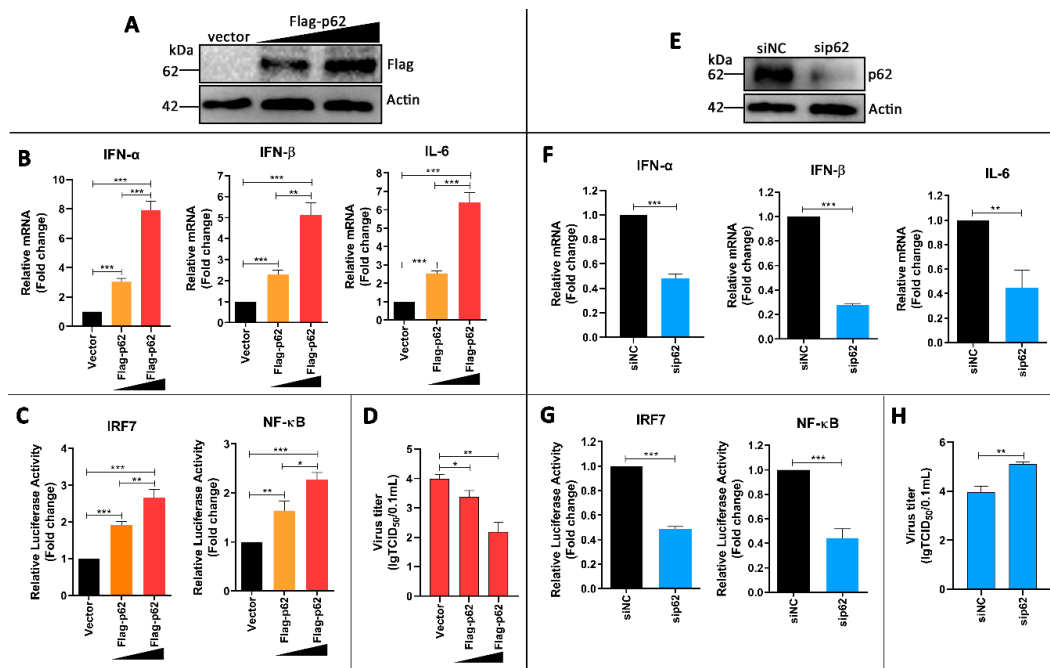 A
Flag-p62
vector
kDa
62
Flag
42
Actin
E
siNC sip62
kDa
62
p62
42
Actin
B
IFN-α
Relative mRNA
(Fold change)
10
8
6
4
2
0
***
***
***
Vector
Flag-p62
Flag-p62
IFN-β
Relative mRNA
(Fold change)
8
6
4
2
0
***
**
***
Vector
Flag-p62
Flag-p62
IL-6
Relative mRNA
(Fold change)
8
6
4
2
0
***
***
***
Vector
Flag-p62
Flag-p62
F
IFN-α
Relative mRNA
(Fold change)
1.2
1.0
0.8
0.6
0.4
0.2
0.0
***
siNC
sip62
IFN-β
Relative mRNA
(Fold change)
1.2
1.0
0.8
0.6
0.4
0.2
0.0
***
siNC
sip62
IL-6
Relative mRNA
(Fold change)
1.2
1.0
0.8
0.6
0.4
0.2
0.0
**
siNC
sip62
C
IRF7
Relative Luciferase Activity
(Fold change)
4
3
2
1
0
***
**
***
Vector
Flag-p62
Flag-p62
NF-κB
Relative Luciferase Activity
(Fold change)
3
2
1
0
***
*
**
Vector
Flag-p62
Flag-p62
D
Virus titer
(lgTCID₅₀/0.1mL)
6
5
4
3
2
1
0
**
*
Vector
Flag-p62
Flag-p62
G
IRF7
Relative Luciferase Activity
(Fold change)
1.2
1.0
0.8
0.6
0.4
0.2
0.0
***
siNC
sip62
NF-κB
Relative Luciferase Activity
(Fold change)
1.2
1.0
0.8
0.6
0.4
0.2
0.0
***
siNC
sip62
H
Virus titer
(lgTCID₅₀/0.1mL)
6
4
2
0
**
siNC
sip62